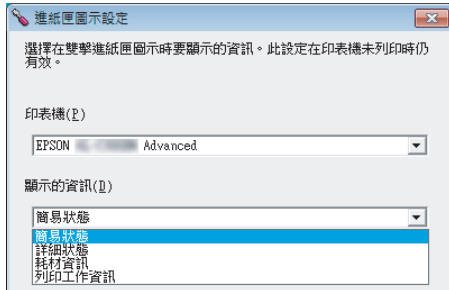 進紙匣圖示設定
選擇在雙擊進紙匣圖示時要顯示的資訊。此設定在印表機未列印時仍
有效。
印表機(P)
EPSON Advanced
顯示的資訊(D)
簡易狀態
簡易狀態
詳細狀態
耗材資訊
列印工作資訊